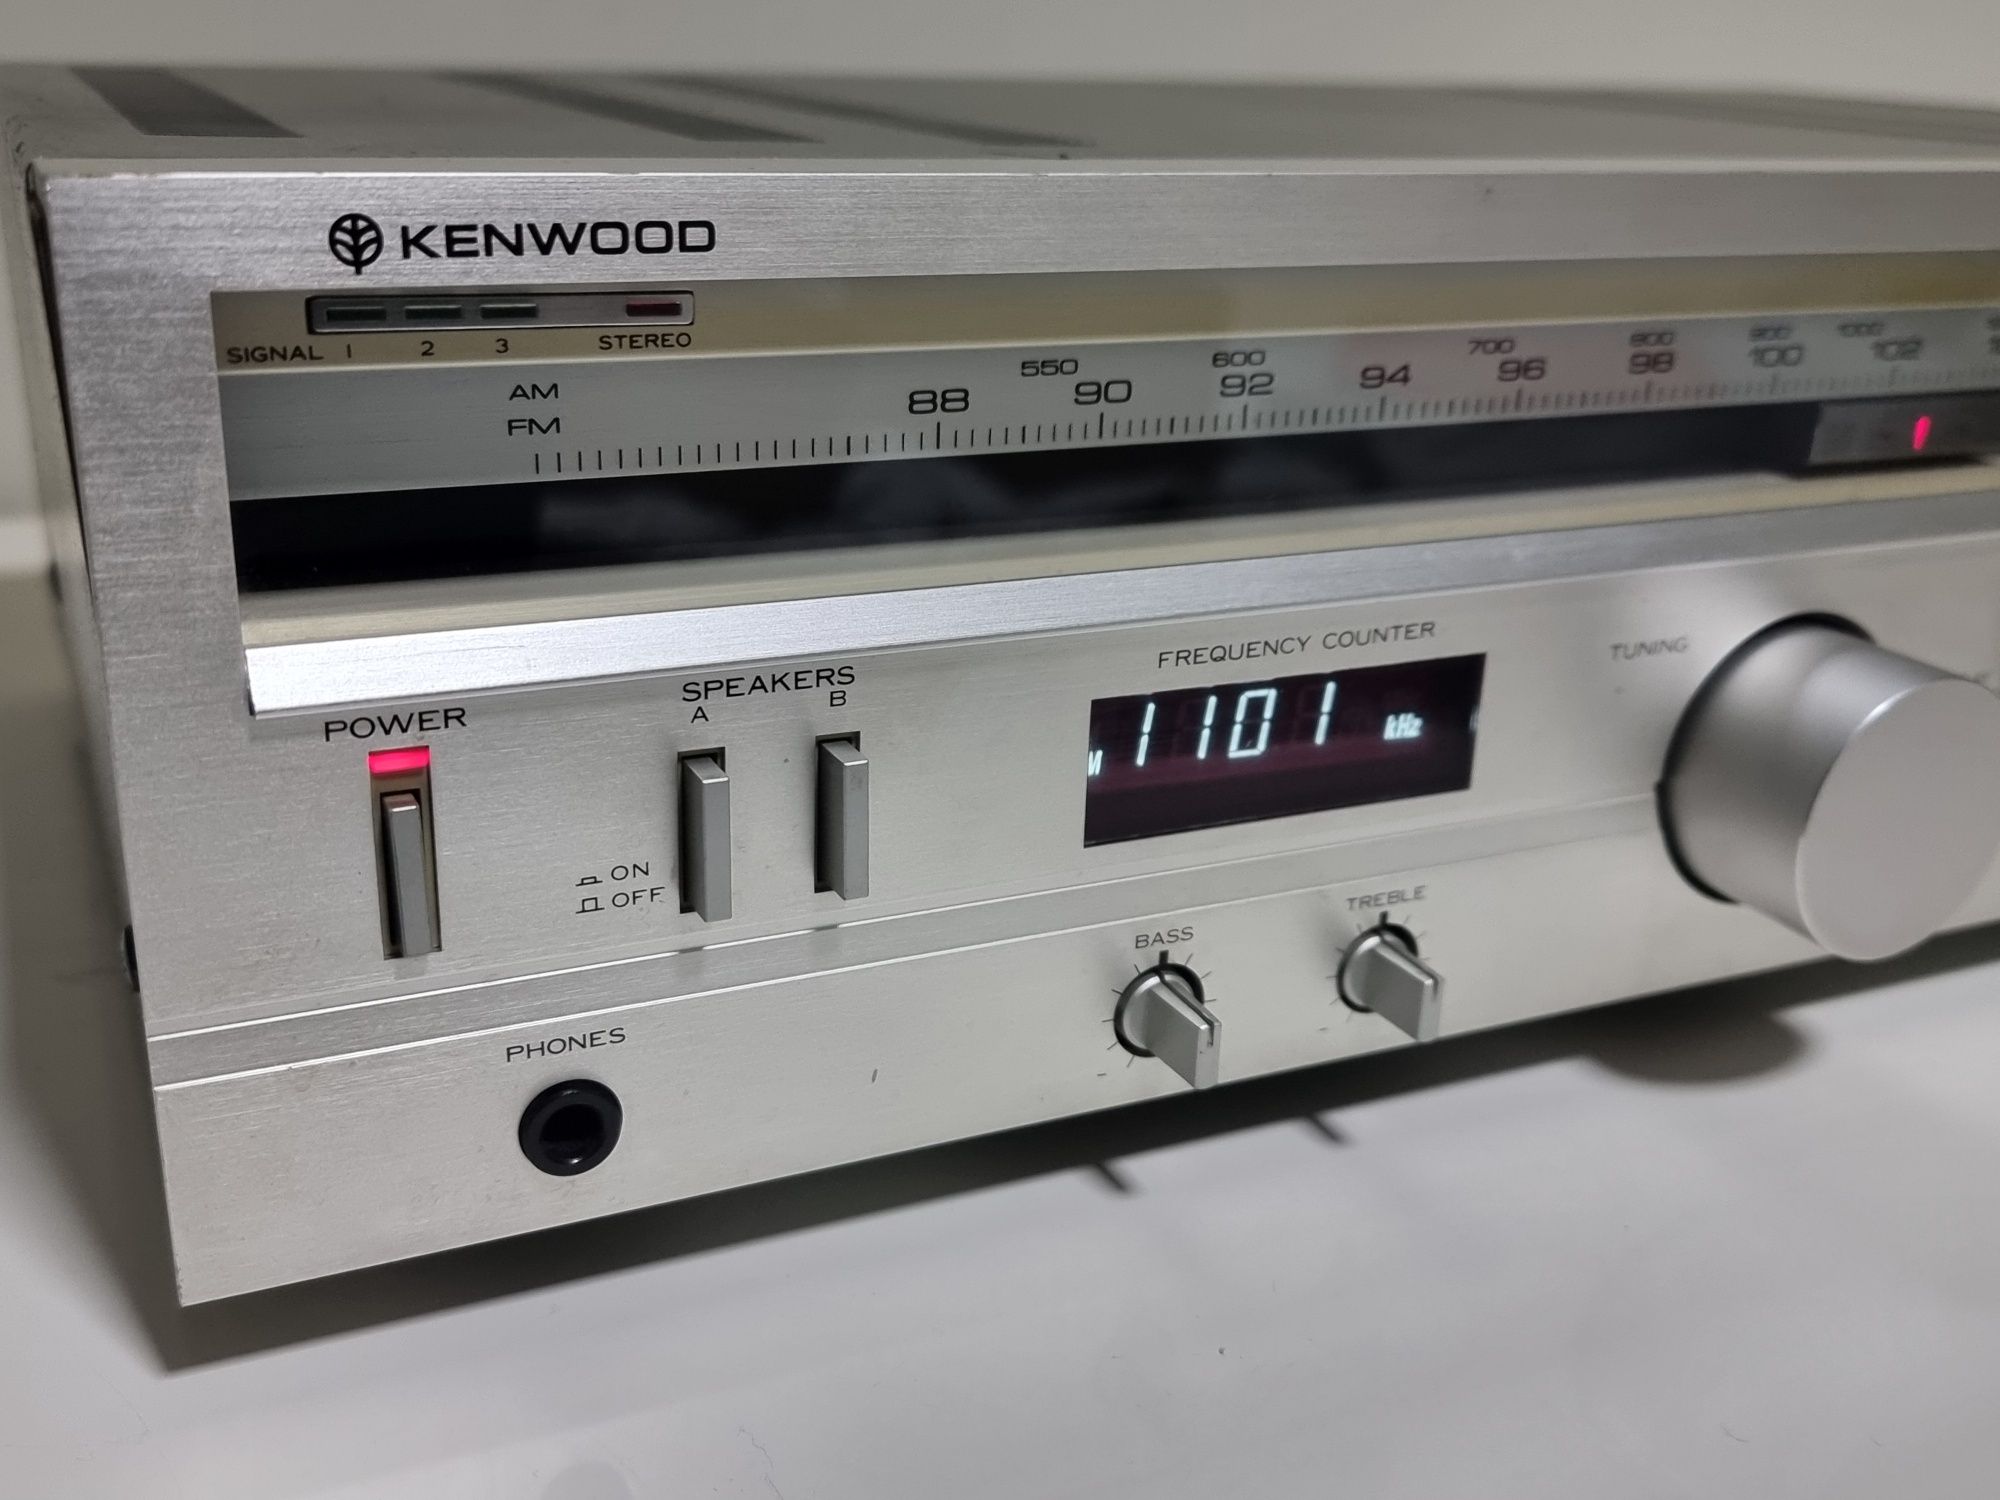 KENWOOD
SIGNAL 1 2 3 STEREO
AM 550 600 700 800 900 1000
FM 88 90 92 94 96 98 100 102
POWER
SPEAKERS
A B
ON
OFF
FREQUENCY COUNTER
1101 kHz
TUNING
BASS
TREBLE
PHONES